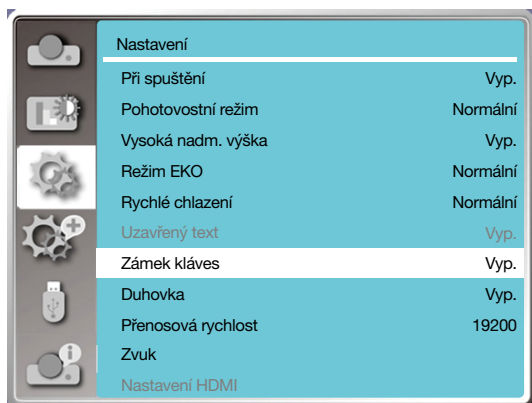 Nastavení
Při spuštění Vyp.
Pohotovostní režim Normální
Vysoká nadm. výška Vyp.
Režim EKO Normální
Rychlé chlazení Normální
Uzavřený text Vyp.
Zámek kláves Vyp.
Duhovka Vyp.
Přenosová rychlost 19200
Zvuk
Nastavení HDMI